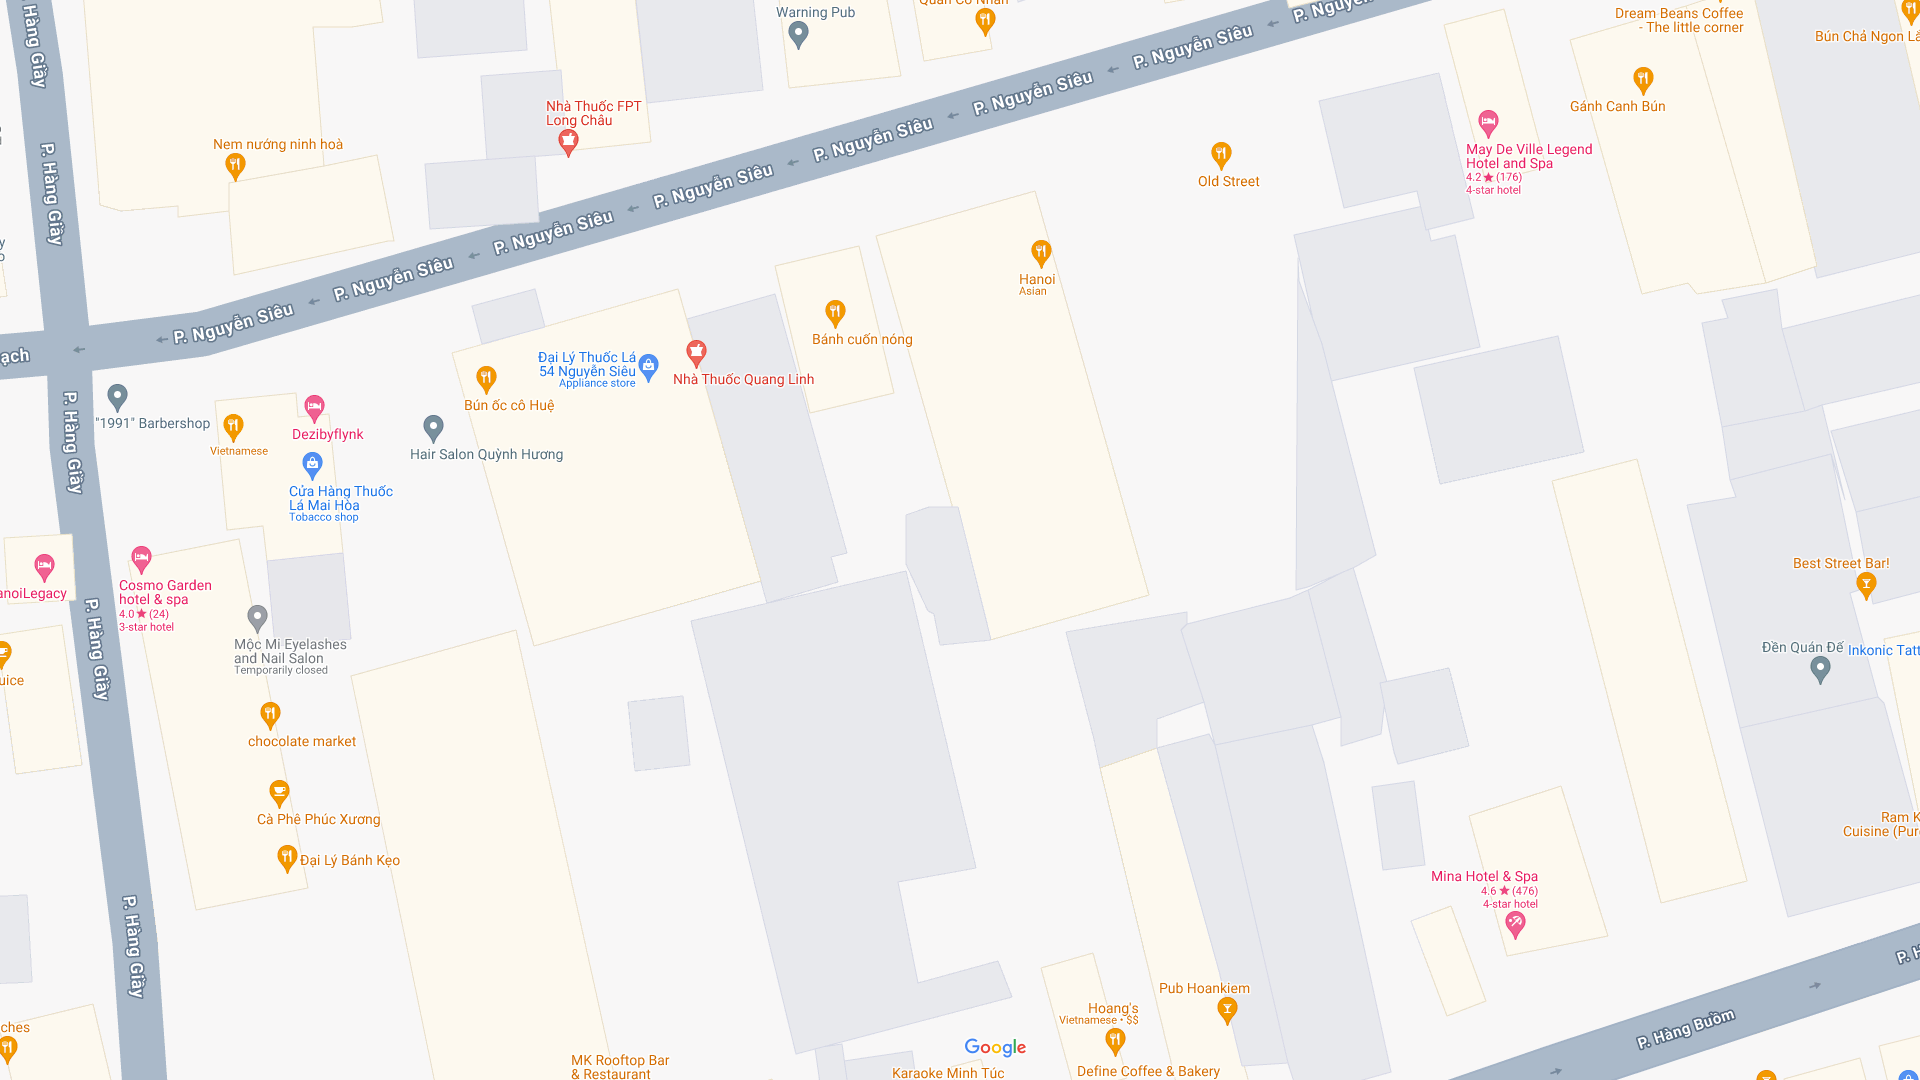 Warning Pub
Quán Cô Nhàn
P. Nguyễn Siêu
P. Nguyễn Siêu
P. Nguyễn Siêu
P. Nguyễn Siêu
P. Nguyễn Siêu
P. Nguyễn Siêu
P. Nguyễn Siêu
P. Nguyễn Siêu
Dream Beans Coffee
- The little corner
Bún Chả Ngon
Gánh Canh Bún
May De Ville Legend
Hotel and Spa
4.2★(176)
4-star hotel
P. Hàng Giầy
P. Hàng Giầy
P. Hàng Giầy
P. Hàng Giầy
P. Hàng Giầy
Nhà Thuốc FPT
Long Châu
Nem nướng ninh hoà
Old Street
Hanoi
Asian
Bánh cuốn nóng
Đại Lý Thuốc Lá
54 Nguyễn Siêu
Appliance store
Nhà Thuốc Quang Linh
Bún ốc cô Huệ
ạch
"1991" Barbershop
Vietnamese
Dezibyflynk
Hair Salon Quỳnh Hương
Cửa Hàng Thuốc
Lá Mai Hòa
Tobacco shop
Cosmo Garden
hotel & spa
4.0★(24)
3-star hotel
anoiLegacy
Mộc Mi Eyelashes
and Nail Salon
Temporarily closed
uice
chocolate market
Cà Phê Phúc Xương
Đại Lý Bánh Kẹo
Best Street Bar!
Đền Quán Đế
Inkonic Tatt
Ram K
Cuisine (Pur
Mina Hotel & Spa
4.6★(476)
4-star hotel
Pub Hoankiem
Hoang's
Vietnamese • $$
Define Coffee & Bakery
Google
Karaoke Minh Túc
MK Rooftop Bar
& Restaurant
ches
P. Hàng Buồm
P. H